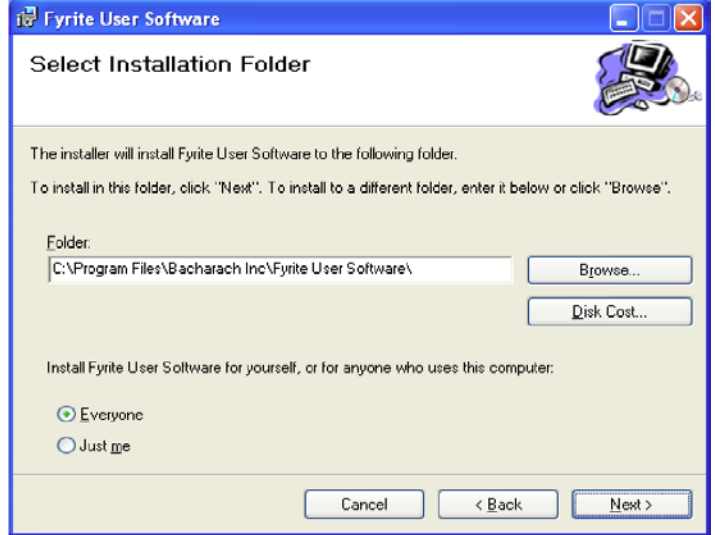 Fyrite User Software
Select Installation Folder
The installer will install Fyrite User Software to the following folder.
To install in this folder, click "Next". To install to a different folder, enter it below or click "Browse".
Folder:
C:\Program Files\Bacharach Inc\Fyrite User Software\
Browse...
Disk Cost...
Install Fyrite User Software for yourself, or for anyone who uses this computer:
Everyone
Just me
Cancel
< Back
Next >